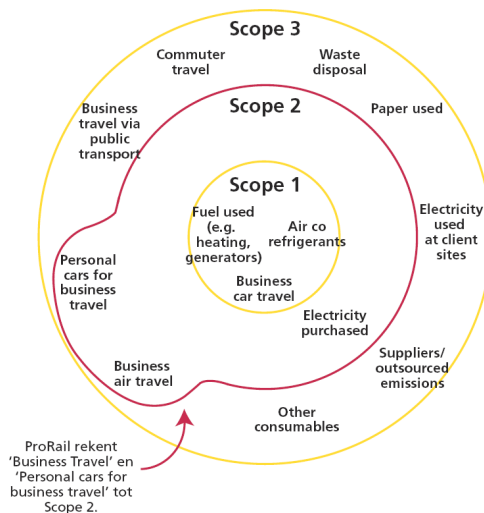 Scope 3
Commuter
travel
Waste
disposal
Scope 2
Business
travel via
public
transport
Paper used
Scope 1
Fuel used
(e.g.
heating,
generators)
Air co
refrigerants
Electricity
used
at client
sites
Personal
cars for
business
travel
Business
car travel
Electricity
purchased
Business
air travel
Suppliers/
outsourced
emissions
Other
consumables
ProRail rekent
‘Business Travel’ en
‘Personal cars for
business travel’ tot
Scope 2.